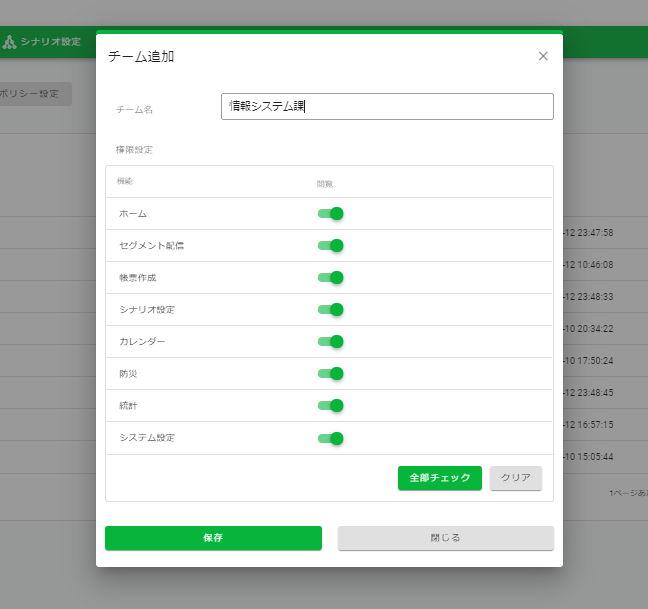 シナリオ設定
ポリシー設定
チーム追加
チーム名
情報システム課
権限設定
機能
閲覧
ホーム
セグメント配信
帳票作成
シナリオ設定
カレンダー
防災
統計
システム設定
全部チェック
クリア
保存
閉じる
-12 23:47:58
-12 10:46:08
-12 23:48:33
-10 20:34:22
-10 17:50:24
-12 23:48:45
-12 16:57:15
-10 15:05:44
1ページあ